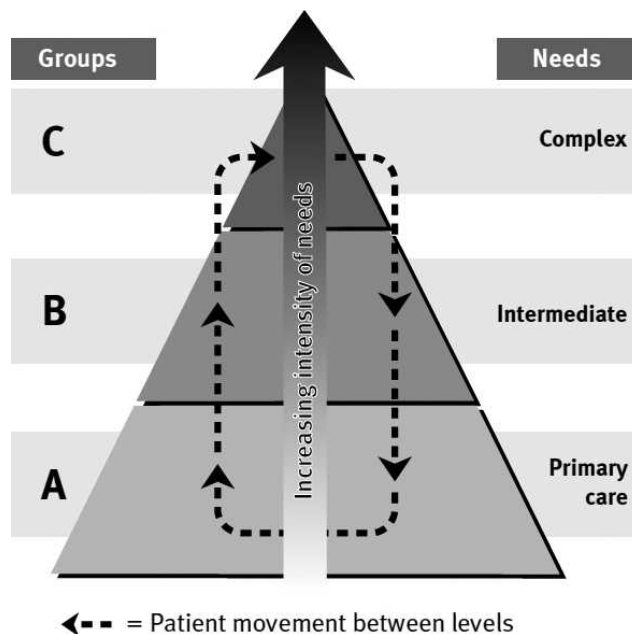 Groups
Needs
C
Complex
B
Intermediate
A
Primary
care
Increasing intensity of needs
= Patient movement between levels